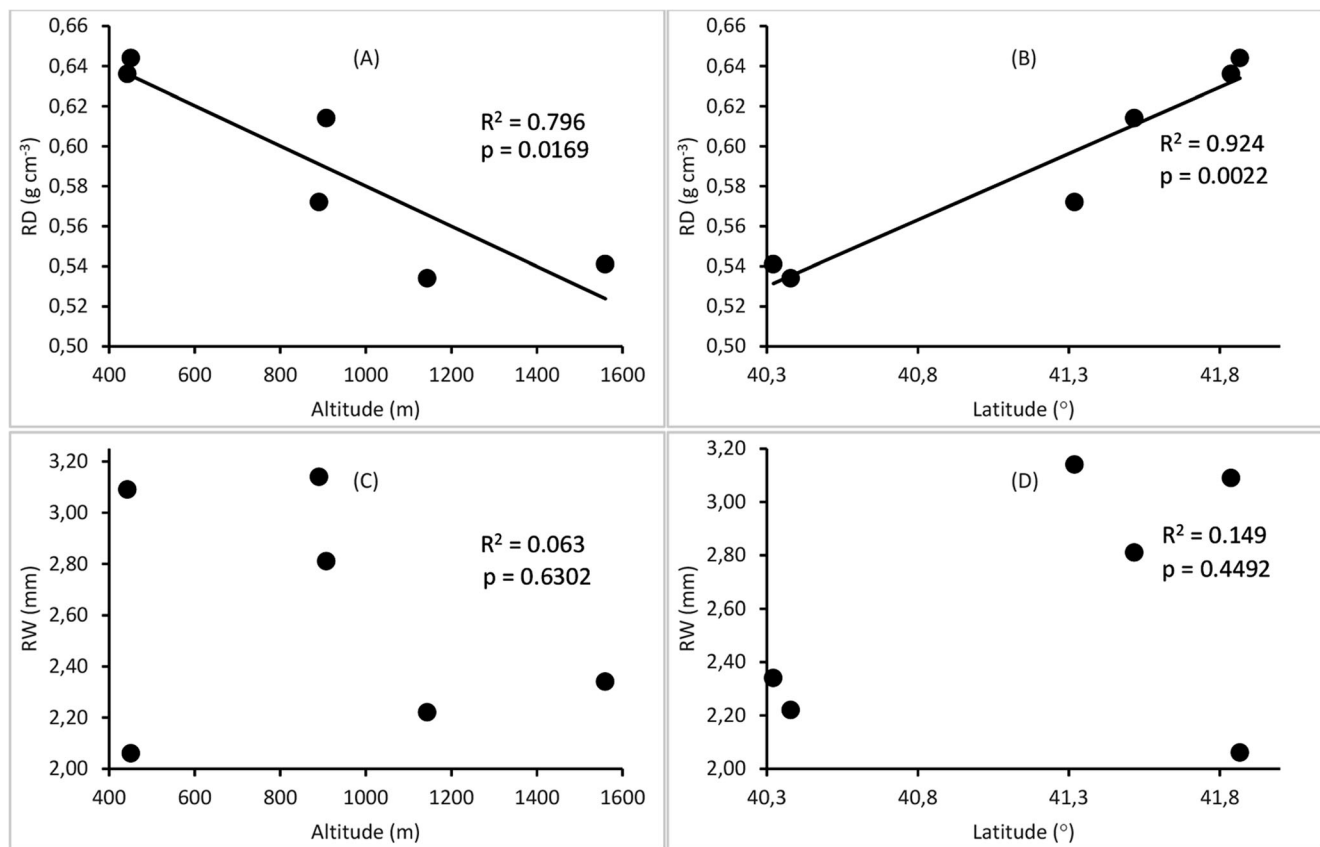 (A)
0,66
0,64
0,62
0,60
0,58
0,56
0,54
0,52
0,50
RD (g cm-3)
R2 = 0.796
p = 0.0169
400 600 800 1000 1200 1400 1600
Altitude (m)
(B)
0,66
0,64
0,62
0,60
0,58
0,56
0,54
0,52
0,50
RD (g cm-3)
R2 = 0.924
p = 0.0022
40,3 40,8 41,3 41,8
Latitude (°)
(C)
3,20
3,00
2,80
2,60
2,40
2,20
2,00
RW (mm)
R2 = 0.063
p = 0.6302
400 600 800 1000 1200 1400 1600
Altitude (m)
(D)
3,20
3,00
2,80
2,60
2,40
2,20
2,00
RW (mm)
R2 = 0.149
p = 0.4492
40,3 40,8 41,3 41,8
Latitude (°)